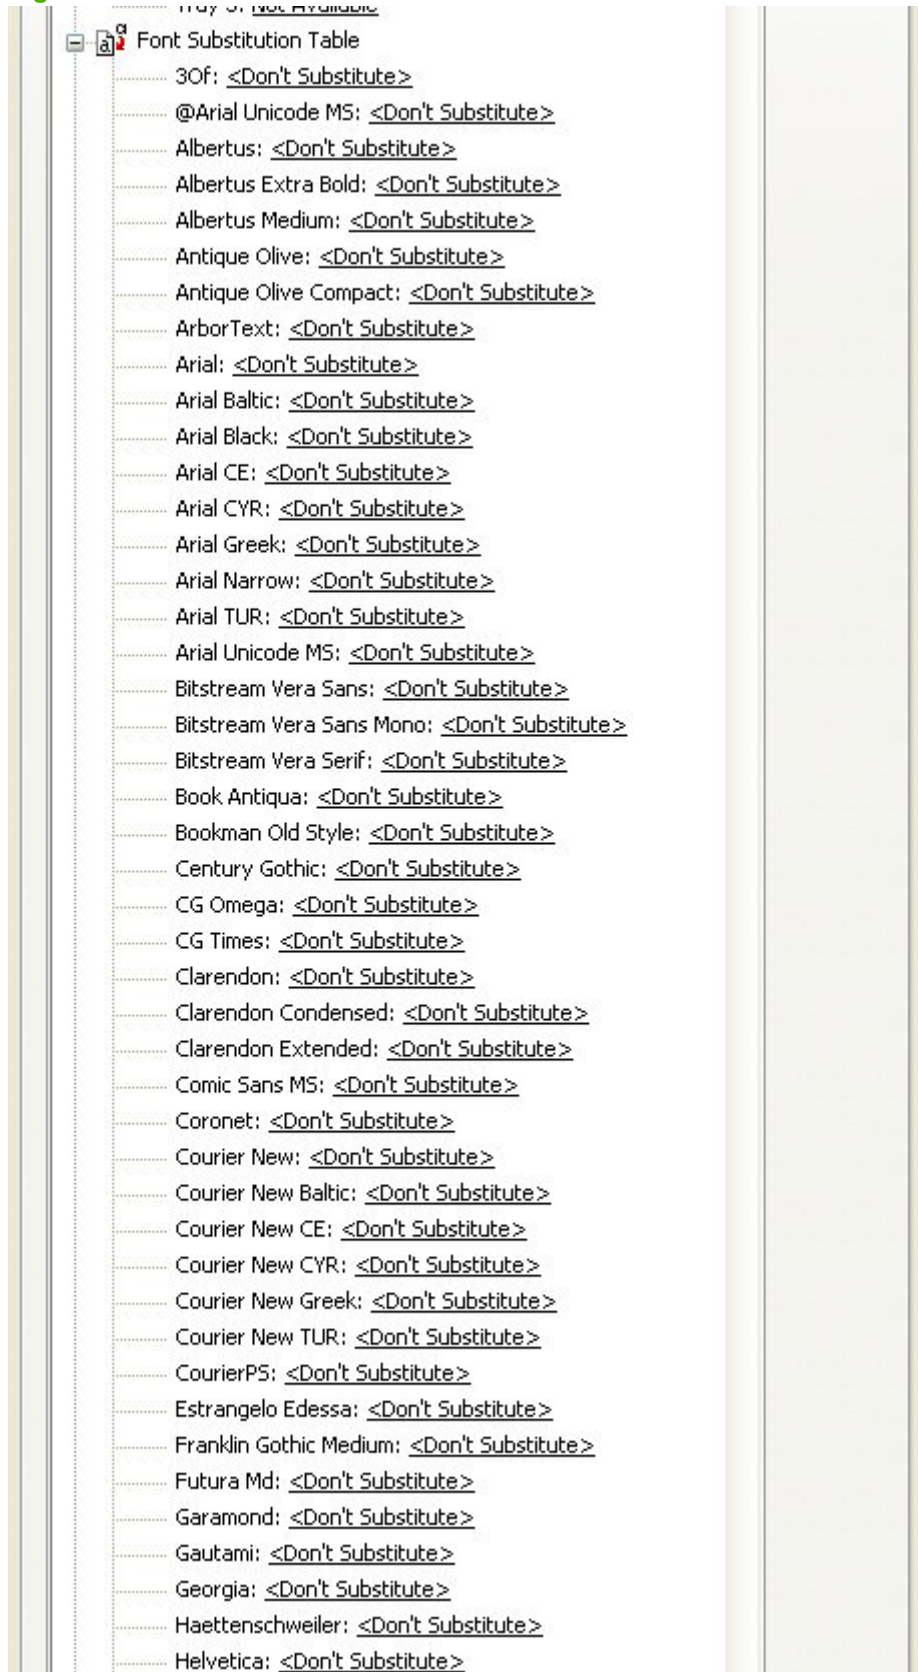 Tray 3: Not Available
Font Substitution Table
3Of: <Don't Substitute>
@Arial Unicode MS: <Don't Substitute>
Albertus: <Don't Substitute>
Albertus Extra Bold: <Don't Substitute>
Albertus Medium: <Don't Substitute>
Antique Olive: <Don't Substitute>
Antique Olive Compact: <Don't Substitute>
ArborText: <Don't Substitute>
Arial: <Don't Substitute>
Arial Baltic: <Don't Substitute>
Arial Black: <Don't Substitute>
Arial CE: <Don't Substitute>
Arial CYR: <Don't Substitute>
Arial Greek: <Don't Substitute>
Arial Narrow: <Don't Substitute>
Arial TUR: <Don't Substitute>
Arial Unicode MS: <Don't Substitute>
Bitstream Vera Sans: <Don't Substitute>
Bitstream Vera Sans Mono: <Don't Substitute>
Bitstream Vera Serif: <Don't Substitute>
Book Antiqua: <Don't Substitute>
Bookman Old Style: <Don't Substitute>
Century Gothic: <Don't Substitute>
CG Omega: <Don't Substitute>
CG Times: <Don't Substitute>
Clarendon: <Don't Substitute>
Clarendon Condensed: <Don't Substitute>
Clarendon Extended: <Don't Substitute>
Comic Sans MS: <Don't Substitute>
Coronet: <Don't Substitute>
Courier New: <Don't Substitute>
Courier New Baltic: <Don't Substitute>
Courier New CE: <Don't Substitute>
Courier New CYR: <Don't Substitute>
Courier New Greek: <Don't Substitute>
Courier New TUR: <Don't Substitute>
CourierPS: <Don't Substitute>
Estrangelo Edessa: <Don't Substitute>
Franklin Gothic Medium: <Don't Substitute>
Futura Md: <Don't Substitute>
Garamond: <Don't Substitute>
Gautami: <Don't Substitute>
Georgia: <Don't Substitute>
Haettenschweiler: <Don't Substitute>
Helvetica: <Don't Substitute>